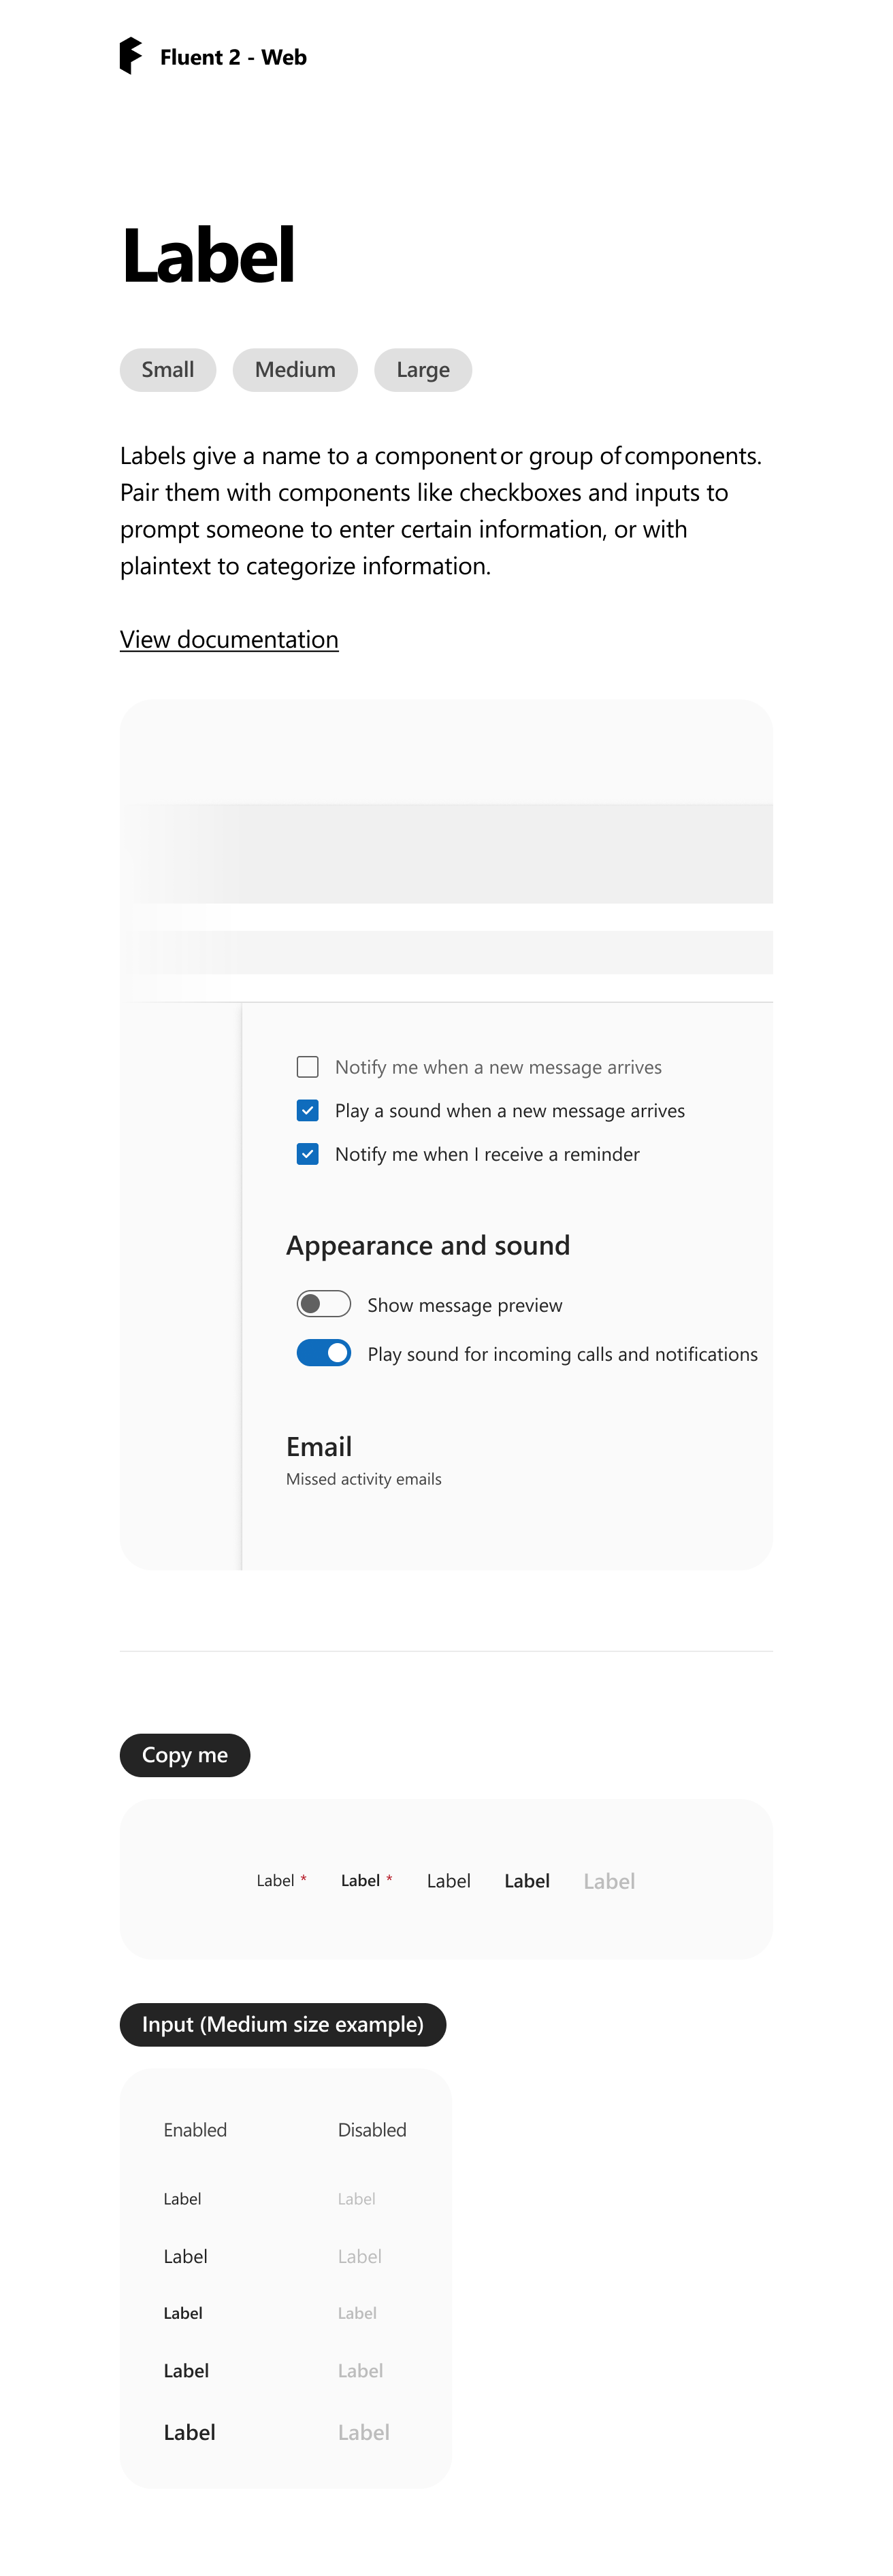 Fluent 2 - Web
Label
Small Medium Large
Labels give a name to a component or group of components.
Pair them with components like checkboxes and inputs to
prompt someone to enter certain information, or with
plaintext to categorize information.
View documentation
Notify me when a new message arrives
Play a sound when a new message arrives
Notify me when I receive a reminder
Appearance and sound
Show message preview
Play sound for incoming calls and notifications
Email
Missed activity emails
Copy me
Label * Label * Label Label Label
Input (Medium size example)
Enabled Disabled
Label Label
Label Label
Label Label
Label Label
Label Label